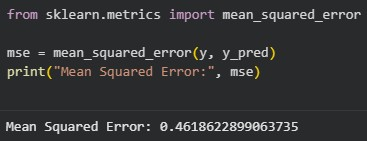 from sklearn.metrics import mean_squared_error
mse = mean_squared_error(y, y_pred)
print("Mean Squared Error:", mse)
Mean Squared Error: 0.4618622899063735